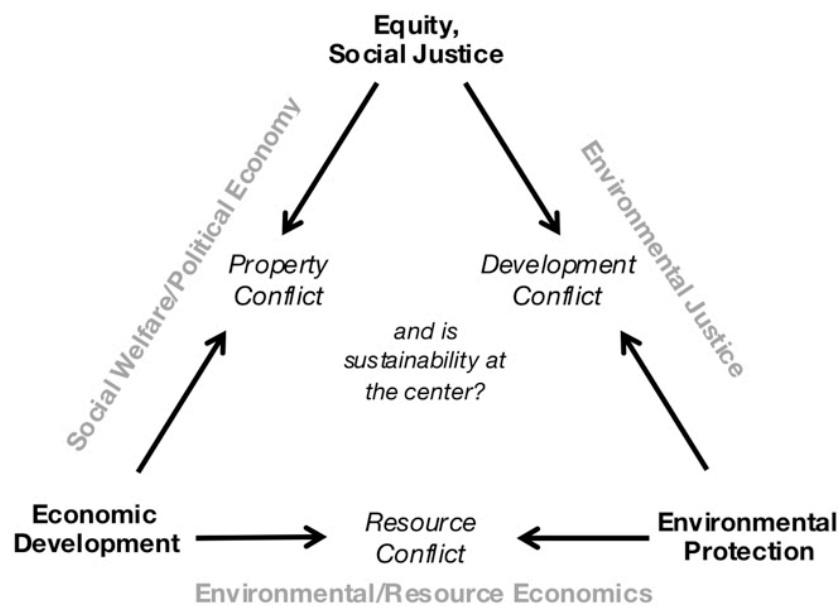 Equity,
Social Justice
Social Welfare/Political Economy
Environmental Justice
Property
Conflict
Development
Conflict
and is
sustainability at
the center?
Economic
Development
Resource
Conflict
Environmental
Protection
Environmental/Resource Economics